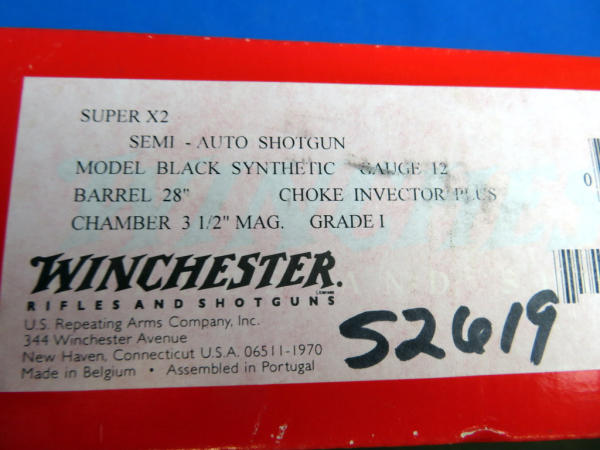 SUPER X2
SEMI - AUTO SHOTGUN
MODEL BLACK SYNTHETIC GAUGE 12
BARREL 28" CHOKE INVECTOR PLUS
CHAMBER 3 1/2" MAG. GRADE I
WINCHESTER.
RIFLES AND SHOTGUNS
U.S. Repeating Arms Company, Inc.
344 Winchester Avenue
New Haven, Connecticut U.S.A. 06511-1970
Made in Belgium • Assembled in Portugal
52619
0